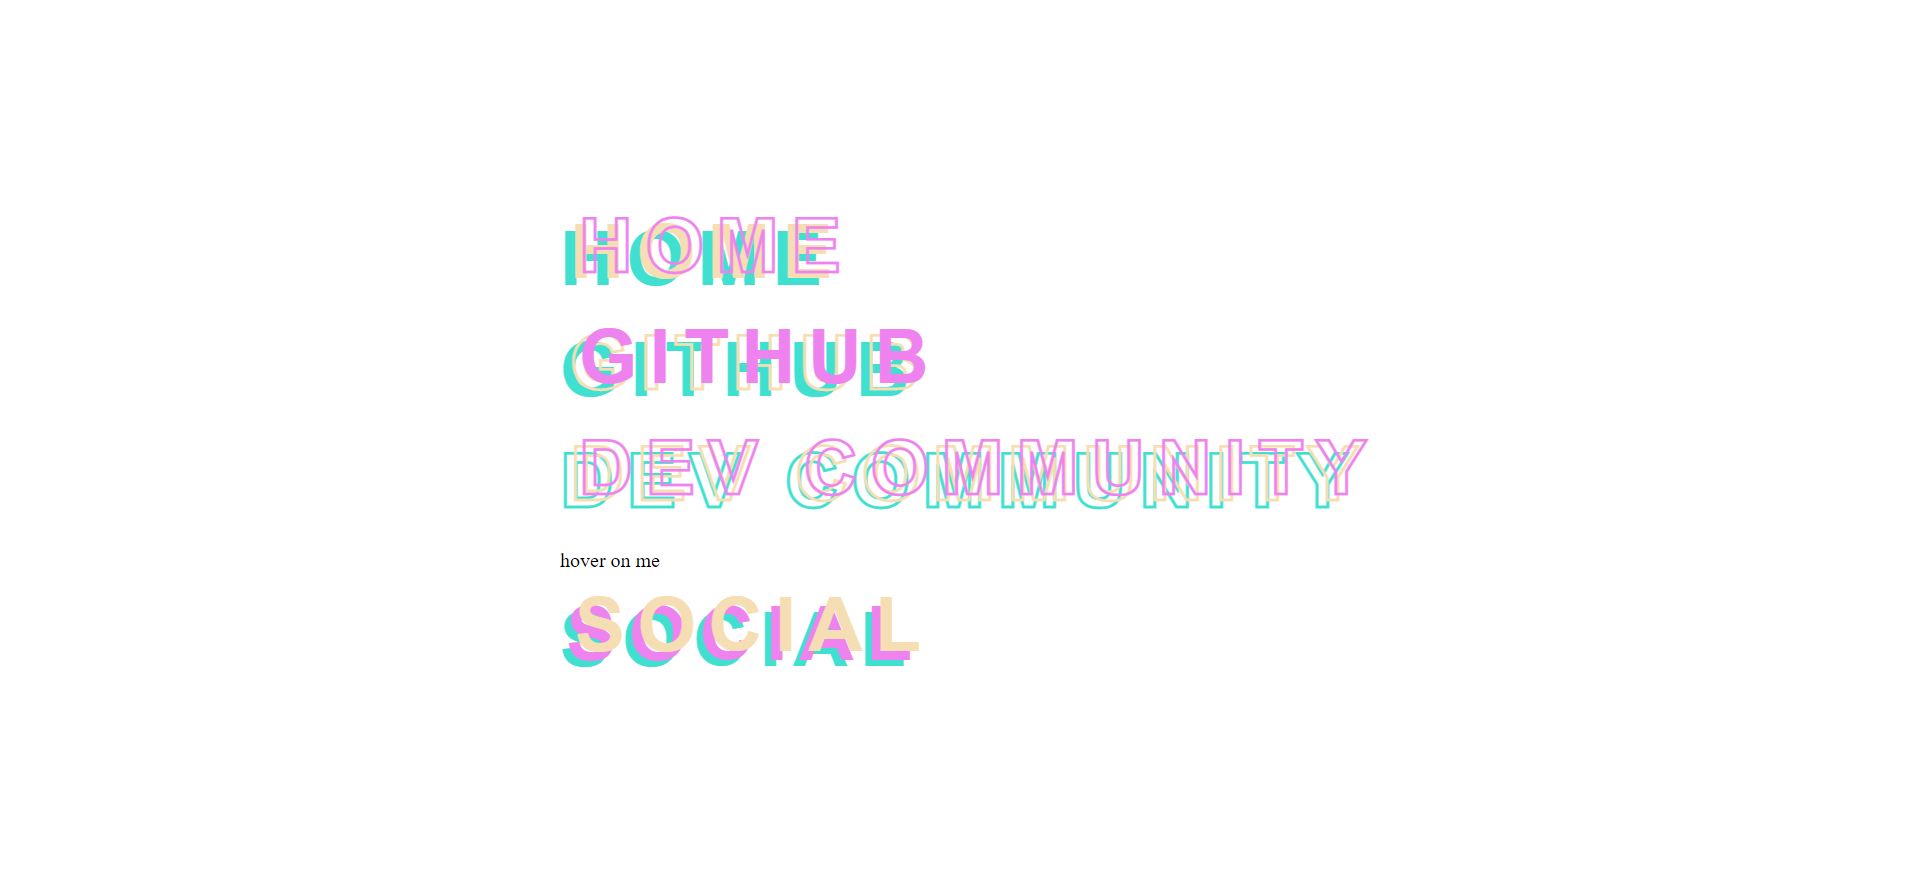 HOME
GITHUB
DEV COMMUNITY
hover on me
SOCIAL